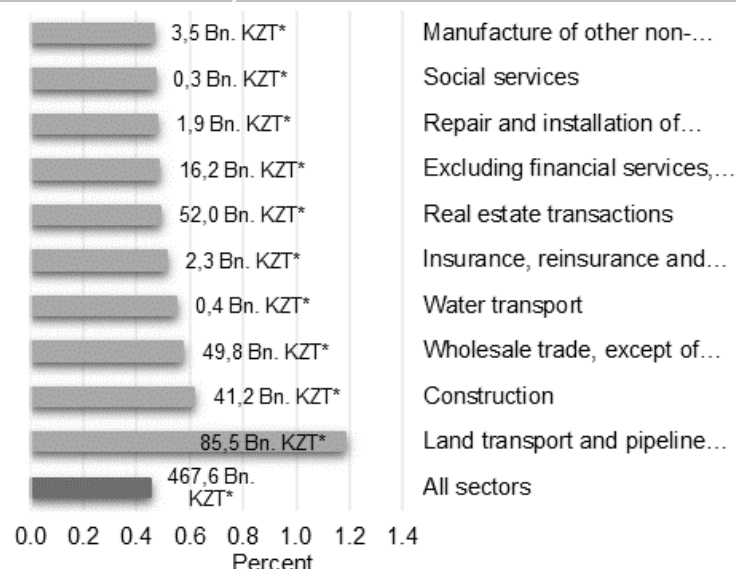 3,5 Bn. KZT* Manufacture of other non-…
0,3 Bn. KZT* Social services
1,9 Bn. KZT* Repair and installation of…
16,2 Bn. KZT* Excluding financial services,…
52,0 Bn. KZT* Real estate transactions
2,3 Bn. KZT* Insurance, reinsurance and…
0,4 Bn. KZT* Water transport
49,8 Bn. KZT* Wholesale trade, except of…
41,2 Bn. KZT* Construction
85,5 Bn. KZT* Land transport and pipeline…
467,6 Bn.
KZT* All sectors
0.0 0.2 0.4 0.6 0.8 1.0 1.2 1.4
Percent